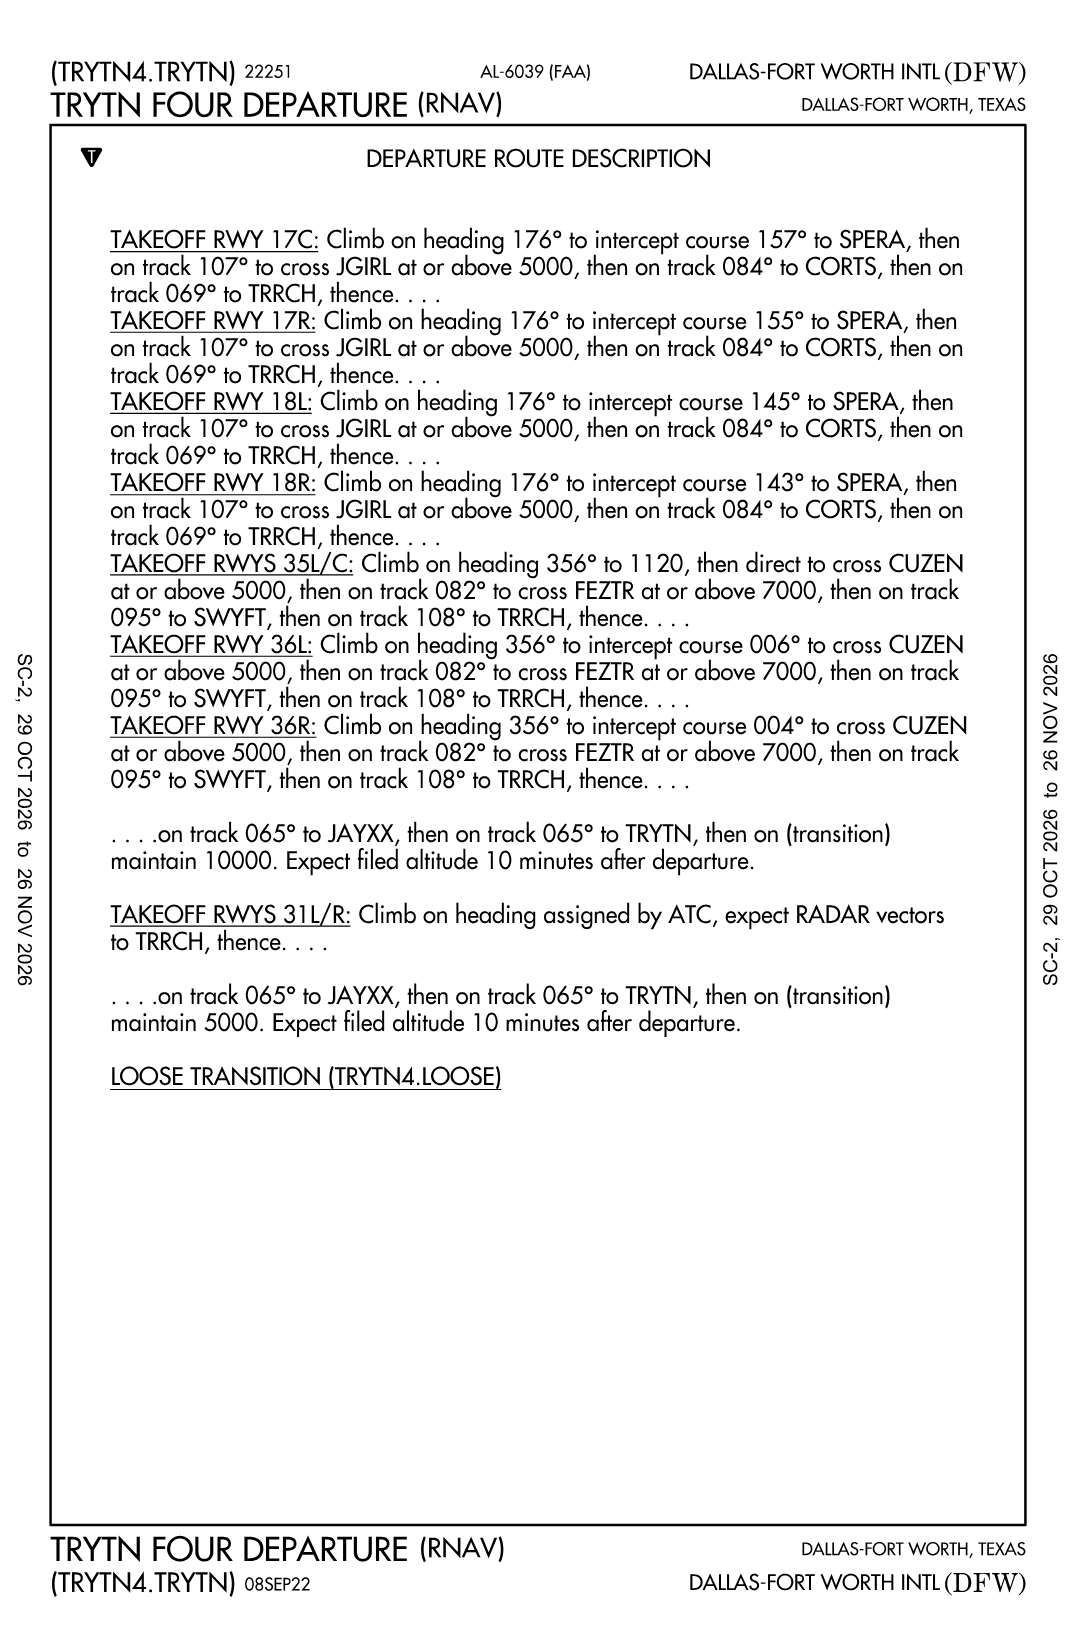 (TRYTN4.TRYTN) 22251 AL-6039 (FAA) DALLAS-FORT WORTH INTL (DFW)
TRYTN FOUR DEPARTURE (RNAV) DALLAS-FORT WORTH, TEXAS
T DEPARTURE ROUTE DESCRIPTION
TAKEOFF RWY 17C: Climb on heading 176° to intercept course 157° to SPERA, then
on track 107° to cross JGIRL at or above 5000, then on track 084° to CORTS, then on
track 069° to TRRCH, thence. . . .
TAKEOFF RWY 17R: Climb on heading 176° to intercept course 155° to SPERA, then
on track 107° to cross JGIRL at or above 5000, then on track 084° to CORTS, then on
track 069° to TRRCH, thence. . . .
TAKEOFF RWY 18L: Climb on heading 176° to intercept course 145° to SPERA, then
on track 107° to cross JGIRL at or above 5000, then on track 084° to CORTS, then on
track 069° to TRRCH, thence. . . .
TAKEOFF RWY 18R: Climb on heading 176° to intercept course 143° to SPERA, then
on track 107° to cross JGIRL at or above 5000, then on track 084° to CORTS, then on
track 069° to TRRCH, thence. . . .
TAKEOFF RWYS 35L/C: Climb on heading 356° to 1120, then direct to cross CUZEN
at or above 5000, then on track 082° to cross FEZTR at or above 7000, then on track
095° to SWYFT, then on track 108° to TRRCH, thence. . . .
TAKEOFF RWY 36L: Climb on heading 356° to intercept course 006° to cross CUZEN
at or above 5000, then on track 082° to cross FEZTR at or above 7000, then on track
095° to SWYFT, then on track 108° to TRRCH, thence. . . .
TAKEOFF RWY 36R: Climb on heading 356° to intercept course 004° to cross CUZEN
at or above 5000, then on track 082° to cross FEZTR at or above 7000, then on track
095° to SWYFT, then on track 108° to TRRCH, thence. . . .
. . . .on track 065° to JAYXX, then on track 065° to TRYTN, then on (transition)
maintain 10000. Expect filed altitude 10 minutes after departure.
TAKEOFF RWYS 31L/R: Climb on heading assigned by ATC, expect RADAR vectors
to TRRCH, thence. . . .
. . . .on track 065° to JAYXX, then on track 065° to TRYTN, then on (transition)
maintain 5000. Expect filed altitude 10 minutes after departure.
LOOSE TRANSITION (TRYTN4.LOOSE)
SC-2, 29 OCT 2026 to 26 NOV 2026
SC-2, 29 OCT 2026 to 26 NOV 2026
TRYTN FOUR DEPARTURE (RNAV) DALLAS-FORT WORTH, TEXAS
(TRYTN4.TRYTN) 08SEP22 DALLAS-FORT WORTH INTL (DFW)